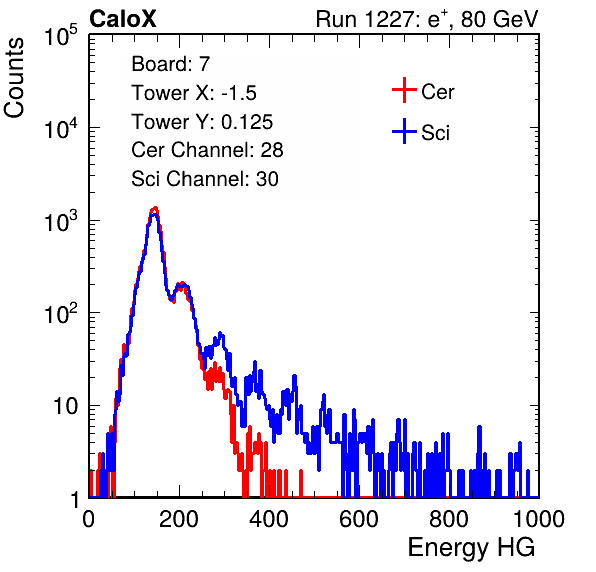 CaloX Run 1227: e⁺, 80 GeV
Counts
10⁵
10⁴
10³
10²
10
1
Board: 7
Tower X: -1.5
Tower Y: 0.125
Cer Channel: 28
Sci Channel: 30
Cer
Sci
0 200 400 600 800 1000
Energy HG